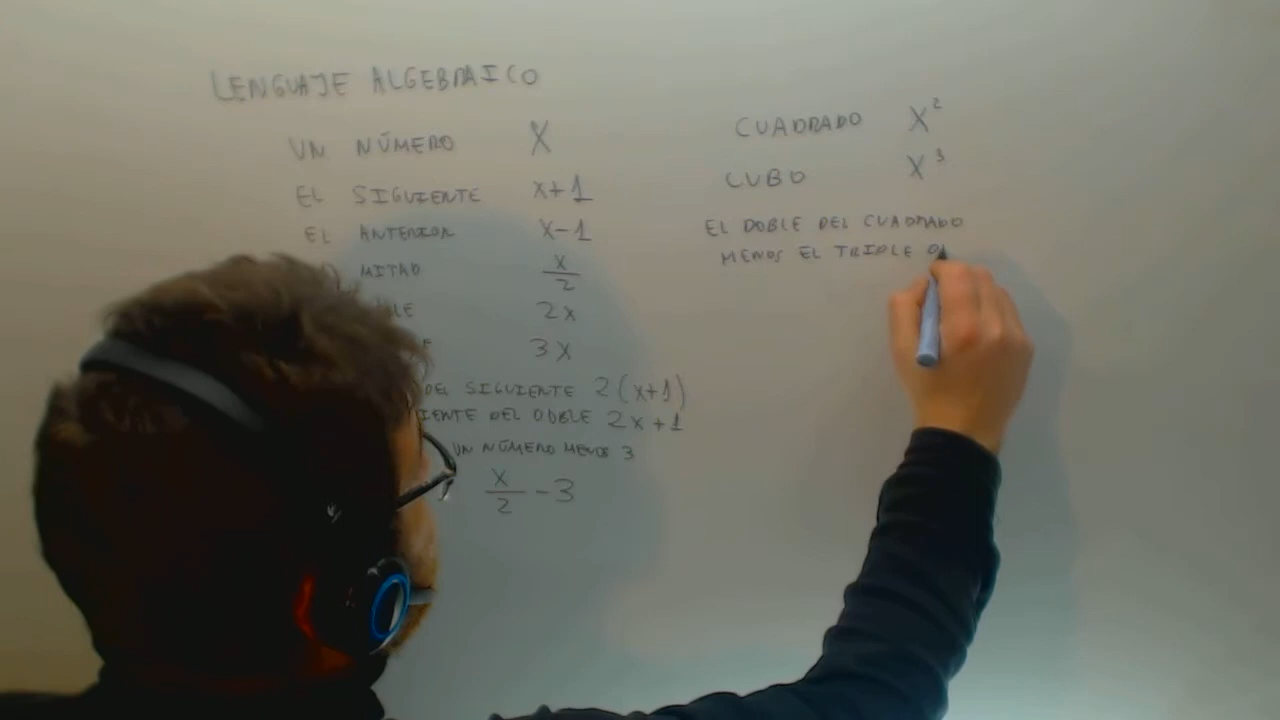 LENGUAJE ALGEBRAICO
UN NÚMERO X
EL SIGUIENTE x+1
EL ANTERIOR x-1
MITAD x/2
2x
3x
DEL SIGUIENTE 2(x+1)
DEL DOBLE 2x+1
UN NÚMERO MENOS 3
x/2 - 3
CUADRADO X²
CUBO X³
EL DOBLE DEL CUADRADO
MENOS EL TRIPLE